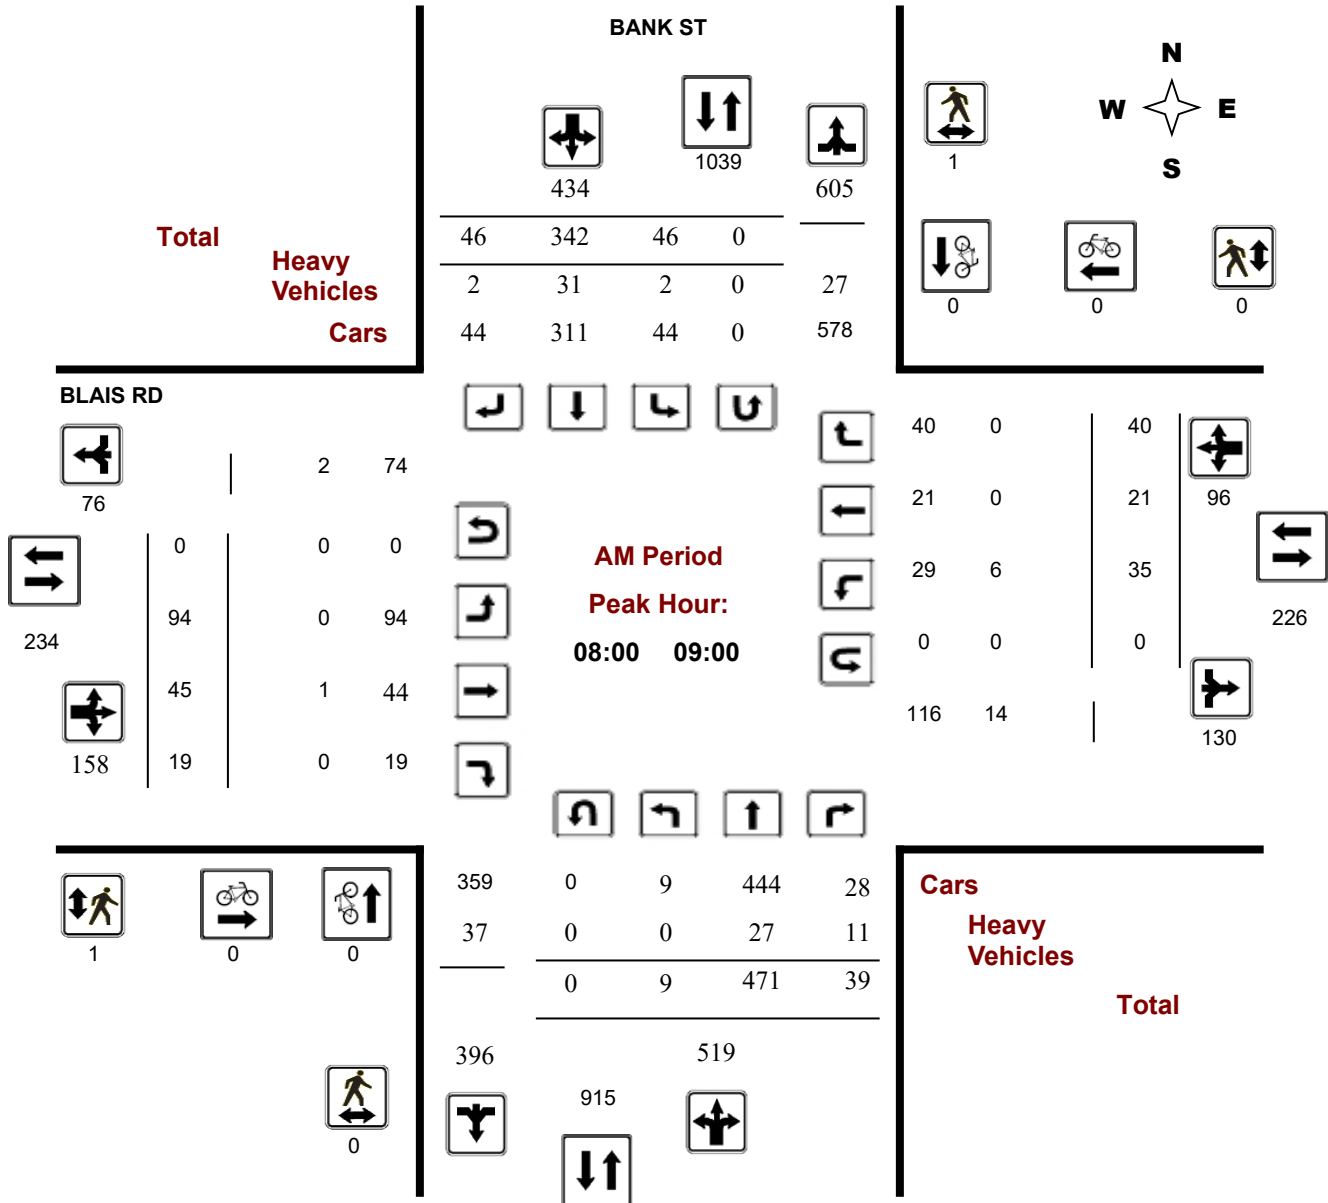 BANK ST
N
W E
S
1039
1
434
605
Total
46 342 46 0
Heavy
Vehicles
2 31 2 0 27
0 0 0
Cars
44 311 44 0 578
BLAIS RD
40 0 40
2 74
76
21 0 21 96
0 0 0
AM Period
29 6 35
Peak Hour:
94 0 94
226
234
08:00 09:00
0 0 0
45 1 44
116 14
130
158 19 0 19
359 0 9 444 28
Cars
37 0 0 27 11
Heavy
Vehicles
1 0 0
0 9 471 39
Total
396 519
915
0